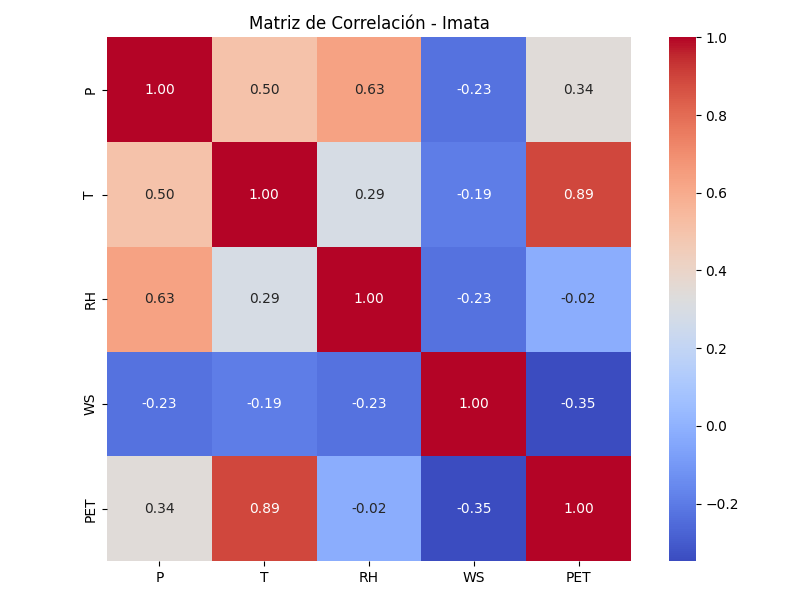 Matriz de Correlación - Imata
P 1.00 0.50 0.63 -0.23 0.34
T 0.50 1.00 0.29 -0.19 0.89
RH 0.63 0.29 1.00 -0.23 -0.02
WS -0.23 -0.19 -0.23 1.00 -0.35
PET 0.34 0.89 -0.02 -0.35 1.00
P T RH WS PET
1.0
0.8
0.6
0.4
0.2
0.0
−0.2